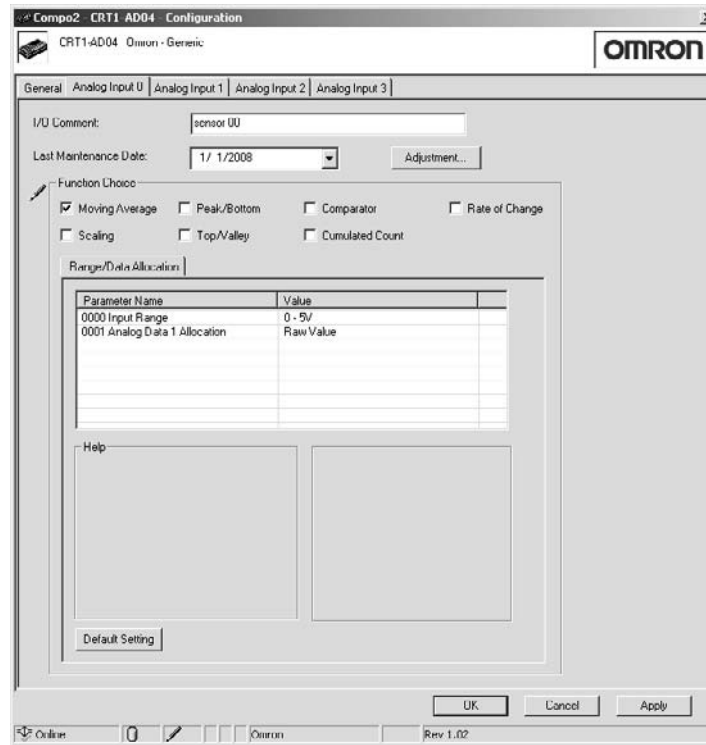 Compo2 - CRT1-AD04 - Configuration
CRT1-AD04 Omron - Generic
OMRON
General Analog Input 0 Analog Input 1 Analog Input 2 Analog Input 3
I/O Comment: sensor 00
Last Maintenance Date: 1/ 1/2008 Adjustment...
Function Choice
Moving Average Peak/Bottom Comparator Rate of Change
Scaling Top/Valley Cumulated Count
Range/Data Allocation
Parameter Name Value
0000 Input Range 0 - 5V
0001 Analog Data 1 Allocation Raw Value
Help
Default Setting
OK Cancel Apply
Online Omron Rev 1.02